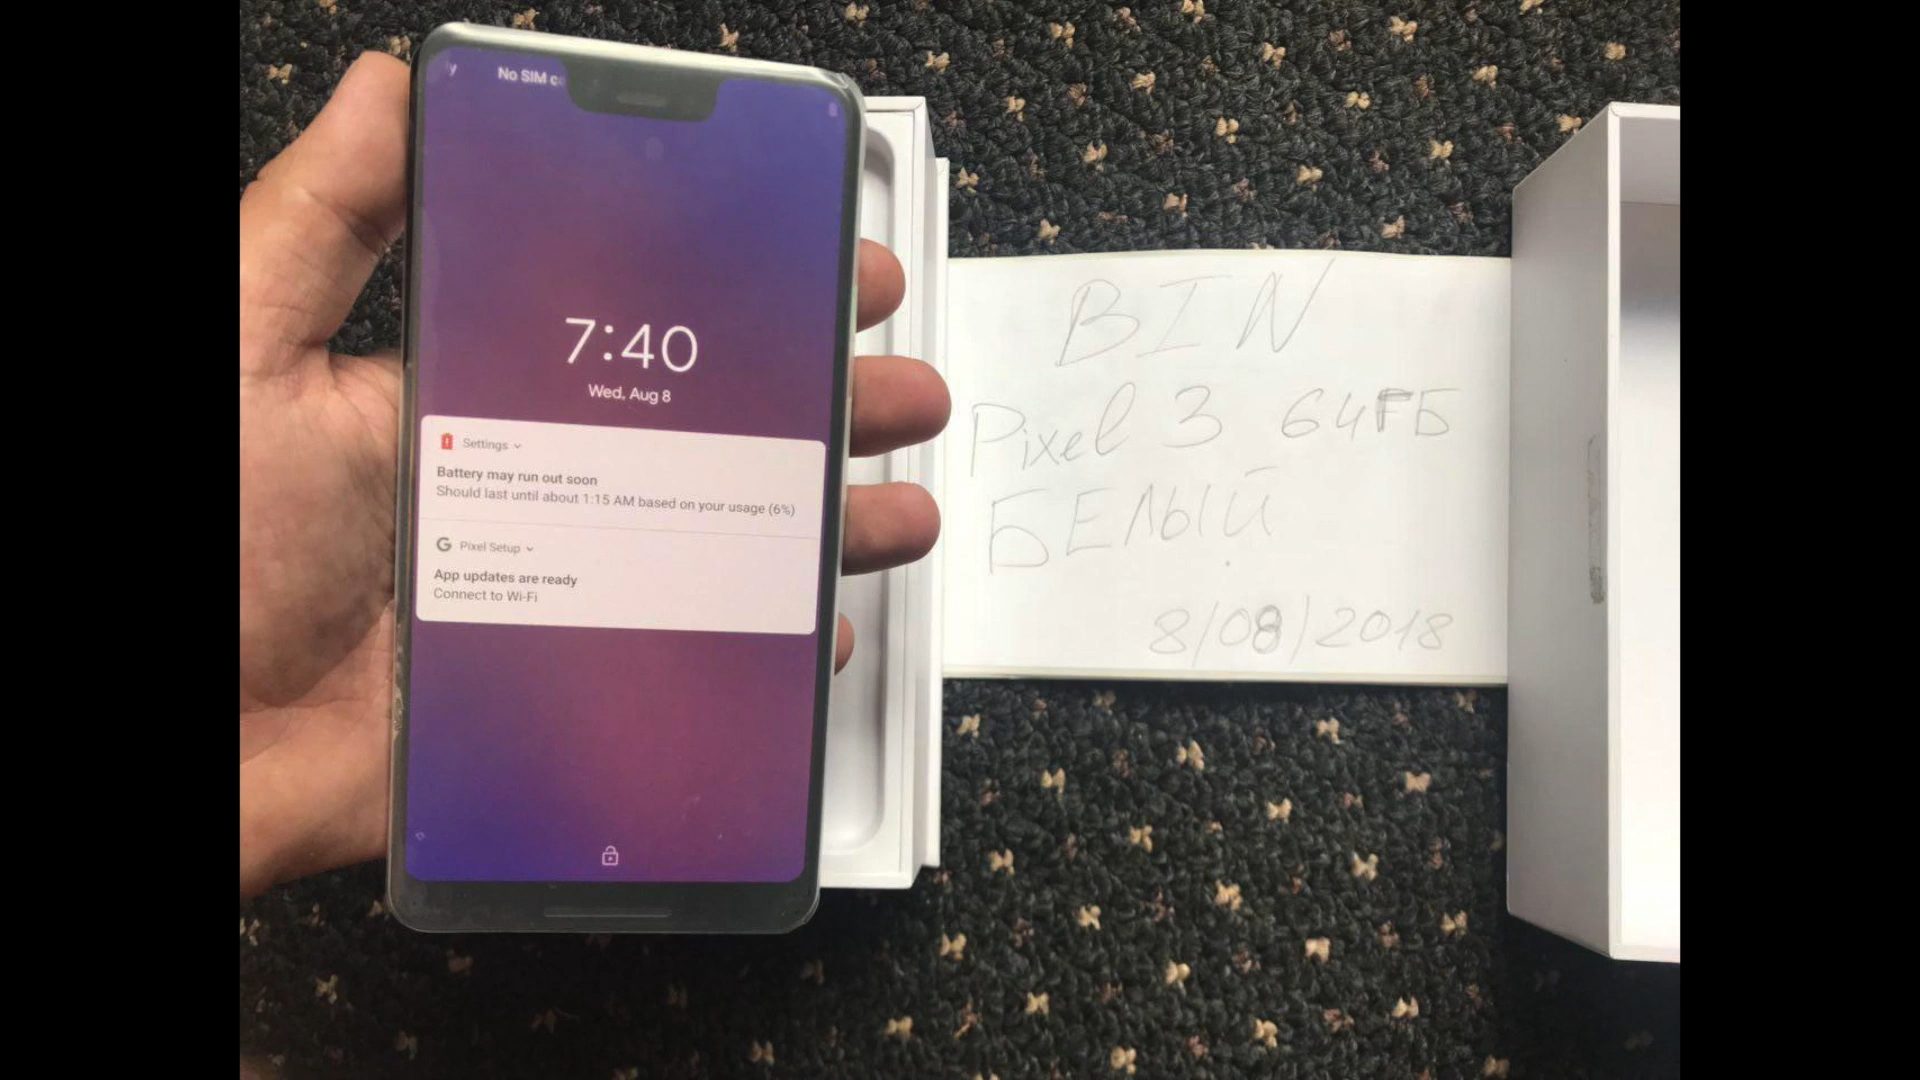 No SIM c
7:40
Wed, Aug 8
Settings
Battery may run out soon
Should last until about 1:15 AM based on your usage (6%)
Pixel Setup
App updates are ready
Connect to Wi-Fi
BIN
Pixel 3 64ГБ
БЕЛЫЙ
8/08/2018